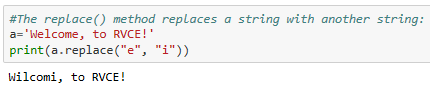 #The replace() method replaces a string with another string:
a='Welcome, to RVCE!'
print(a.replace("e", "i"))
Wilcomi, to RVCE!